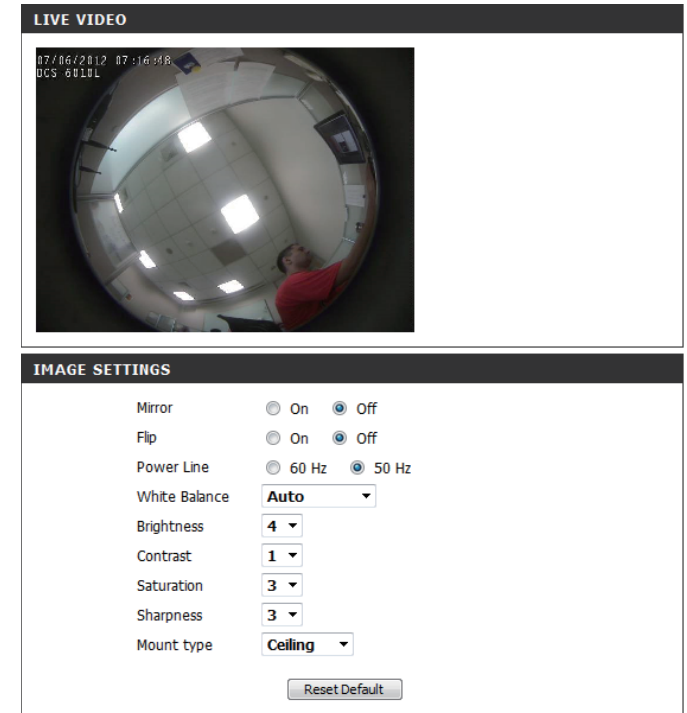 LIVE VIDEO
07/06/2012 07:16:48
DCS 6010L
IMAGE SETTINGS
Mirror On Off
Flip On Off
Power Line 60 Hz 50 Hz
White Balance Auto
Brightness 4
Contrast 1
Saturation 3
Sharpness 3
Mount type Ceiling
Reset Default